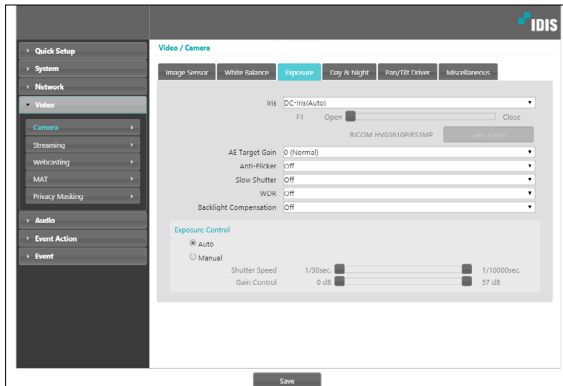 IDIS
Quick Setup
System
Network
Video
Camera
Streaming
Webcasting
MAT
Privacy Masking
Audio
Event Action
Event
Video / Camera
Image Sensor White Balance Exposure Day & Night Pan/Tilt Driver Miscellaneous
Iris DC-Iris(Auto)
F1 Open Close
RICOM HV03610PIRS3MP Lens Setup
AE Target Gain 0 (Normal)
Anti-Flicker Off
Slow Shutter Off
WDR Off
Backlight Compensation Off
Exposure Control
Auto
Manual
Shutter Speed 1/30sec. 1/10000sec.
Gain Control 0 dB 37 dB
Save